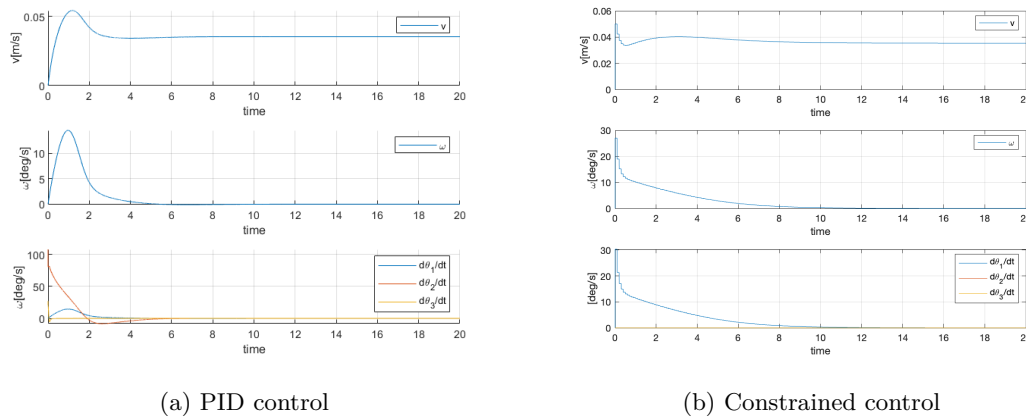 0.05
0
v[m/s]
v
0 2 4 6 8 10 12 14 16 18 20
time
10
5
0
ω[deg/s]
ω
0 2 4 6 8 10 12 14 16 18 20
time
100
50
0
ω[deg/s]
dθ₁/dt
dθ₂/dt
dθ₃/dt
0 2 4 6 8 10 12 14 16 18 20
time
(a) PID control
0.06
0.04
0.02
0
v[m/s]
v
0 2 4 6 8 10 12 14 16 18 20
time
30
20
10
0
ω[deg/s]
ω
0 2 4 6 8 10 12 14 16 18 20
time
30
20
10
0
[deg/s]
dθ₁/dt
dθ₂/dt
dθ₃/dt
0 2 4 6 8 10 12 14 16 18 20
time
(b) Constrained control